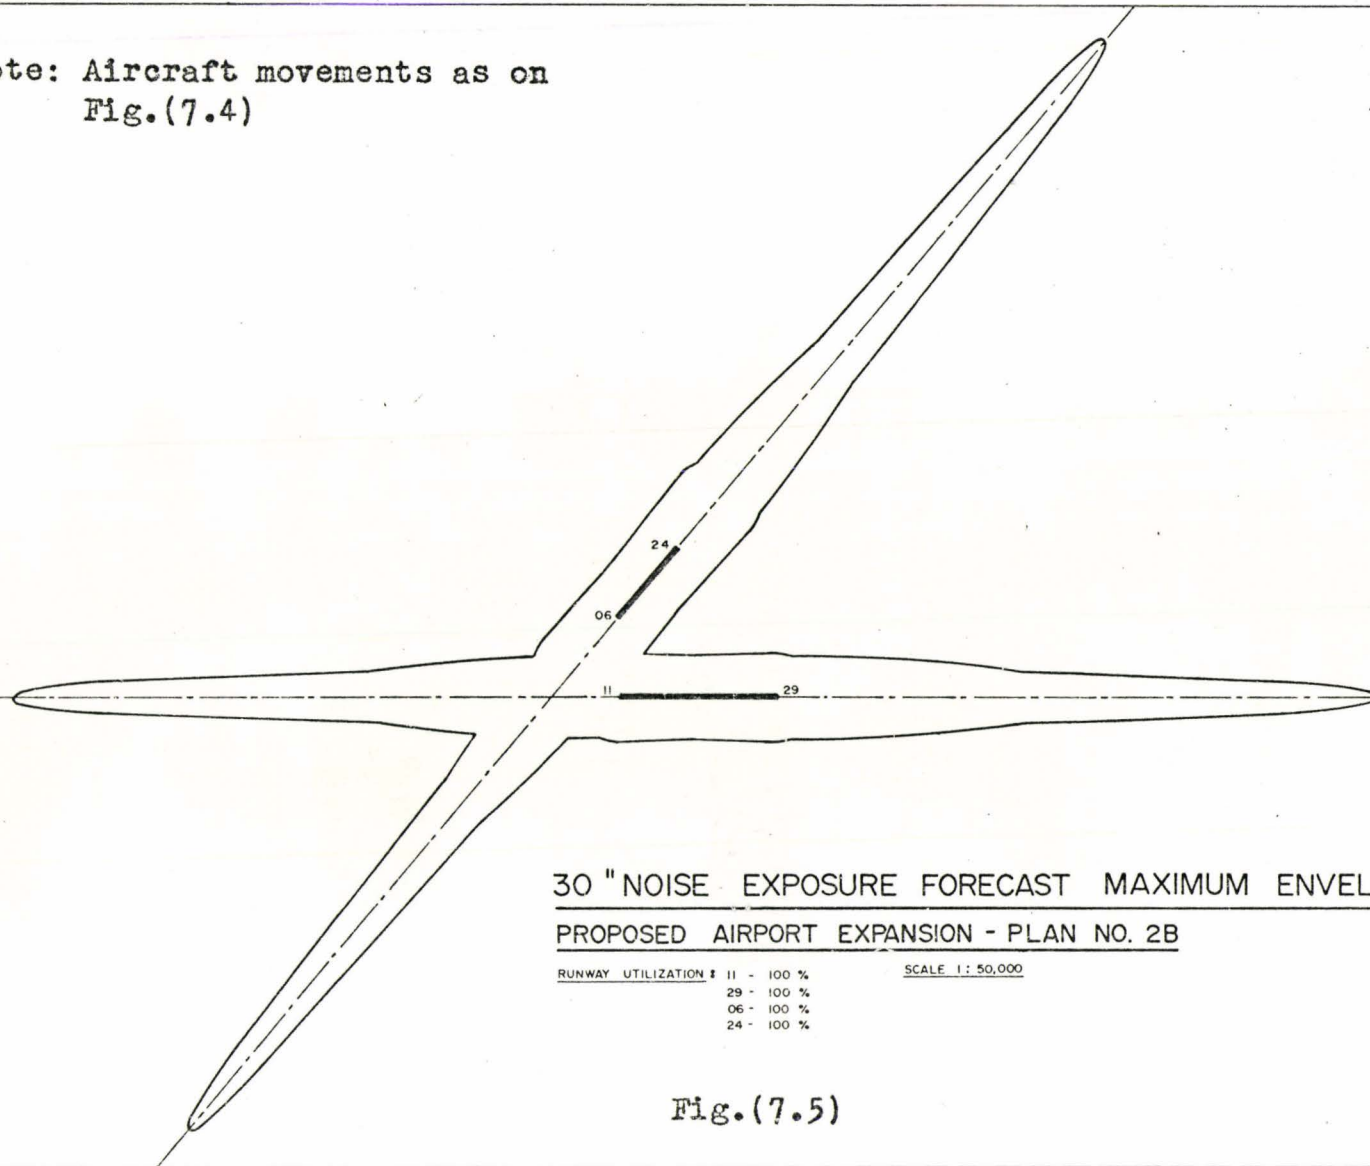 te: Aircraft movements as on
Fig.(7.4)
24
06
11
29
30 " NOISE EXPOSURE FORECAST MAXIMUM ENVEL
PROPOSED AIRPORT EXPANSION - PLAN NO. 2B
RUNWAY UTILIZATION : 11 - 100 %
29 - 100 %
06 - 100 %
24 - 100 %
SCALE 1 : 50,000
Fig.(7.5)